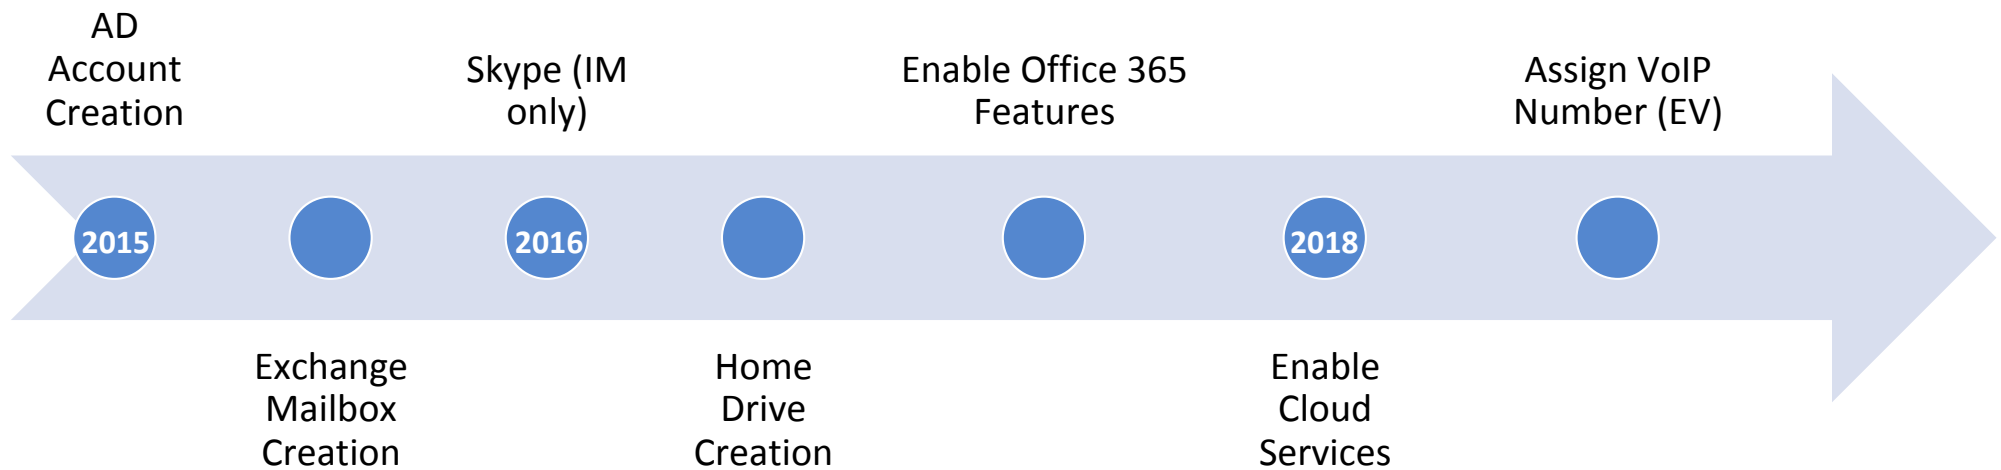 AD
Account
Creation
Skype (IM
only)
Enable Office 365
Features
Assign VoIP
Number (EV)
2015
2016
2018
Exchange
Mailbox
Creation
Home
Drive
Creation
Enable
Cloud
Services